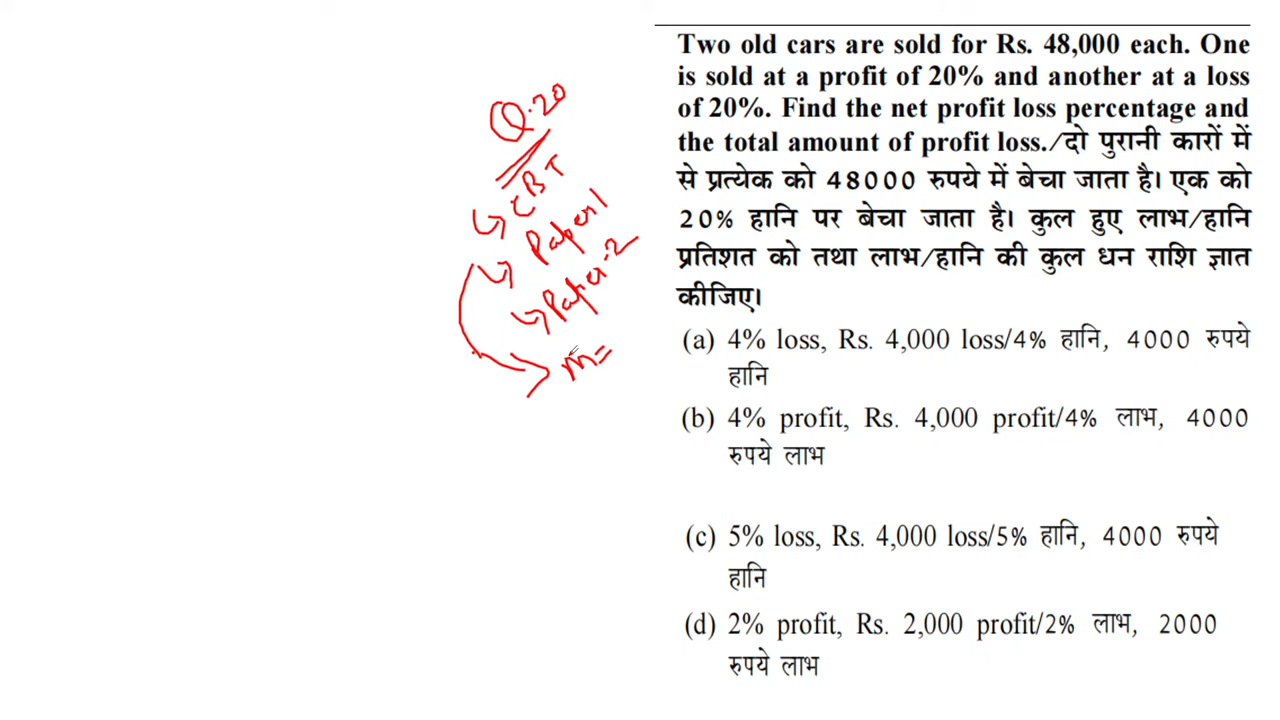 Q.20
CBT
Paper 1
Paper-2
m=
Two old cars are sold for Rs. 48,000 each. One
is sold at a profit of 20% and another at a loss
of 20%. Find the net profit loss percentage and
the total amount of profit loss./दो पुरानी कारों में
से प्रत्येक को 48000 रुपये में बेचा जाता है। एक को
20% हानि पर बेचा जाता है। कुल हुए लाभ/हानि
प्रतिशत को तथा लाभ/हानि की कुल धन राशि ज्ञात
कीजिए।
(a) 4% loss, Rs. 4,000 loss/4% हानि, 4000 रुपये
हानि
(b) 4% profit, Rs. 4,000 profit/4% लाभ, 4000
रुपये लाभ
(c) 5% loss, Rs. 4,000 loss/5% हानि, 4000 रुपये
हानि
(d) 2% profit, Rs. 2,000 profit/2% लाभ, 2000
रुपये लाभ